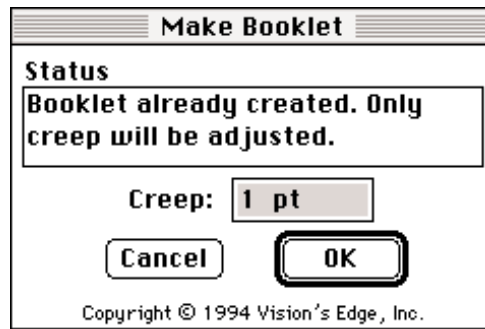 Make Booklet
Status
Booklet already created. Only
creep will be adjusted.
Creep: 1 pt
Cancel OK
Copyright © 1994 Vision's Edge, Inc.